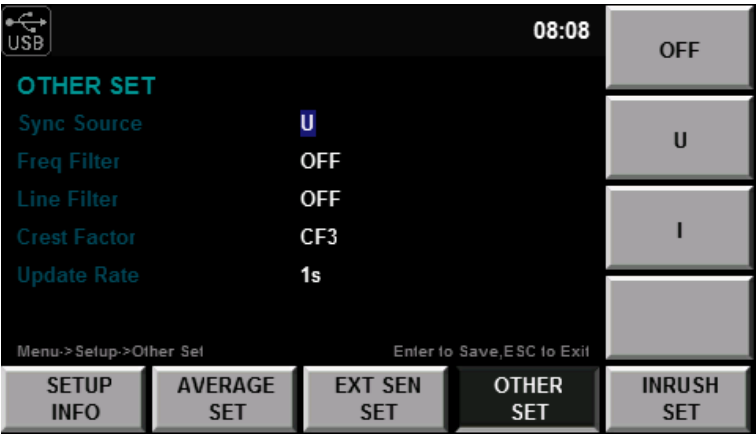 USB
08:08
OTHER SET
Sync Source U
Freq Filter OFF
Line Filter OFF
Crest Factor CF3
Update Rate 1s
Menu->Setup->Other Set Enter to Save,ESC to Exit
OFF
U
I
SETUP INFO
AVERAGE SET
EXT SEN SET
OTHER SET
INRUSH SET